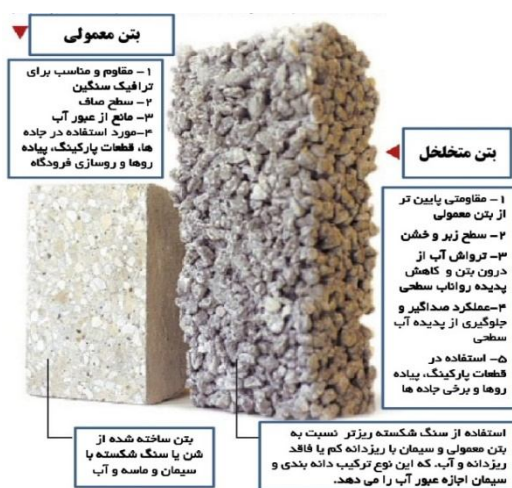 بتن معمولی
۱- مقاوم و مناسب برای
ترافیک سنگین
۲- سطح صاف
۳- مانع از عبور آب
۴-مورد استفاده در جاده
ها، قطعات پارکینگ، پیاده
روها و روسازی فرودگاه
بتن متخلخل
۱- مقاومتی پایین تر
از بتن معمولی
۲- سطح زبر و خشن
۳- ترواش آب از
درون بتن و کاهش
پدیده رواناب سطحی
۴-عملکرد صداگیر و
جلوگیری از پدیده آب
سطحی
۵- استفاده در
قطعات پارکینگ، پیاده
روها و برخی جاده ها
بتن ساخته شده از
شن یا سنگ شکسته با
سیمان و ماسه و آب
استفاده از سنگ شکسته ریزتر نسبت به
بتن معمولی و سیمان با ریزدانه کم یا فاقد
ریزدانه و آب. که این نوع ترکیب دانه بندی و
سیمان اجازه عبور آب را می دهد.